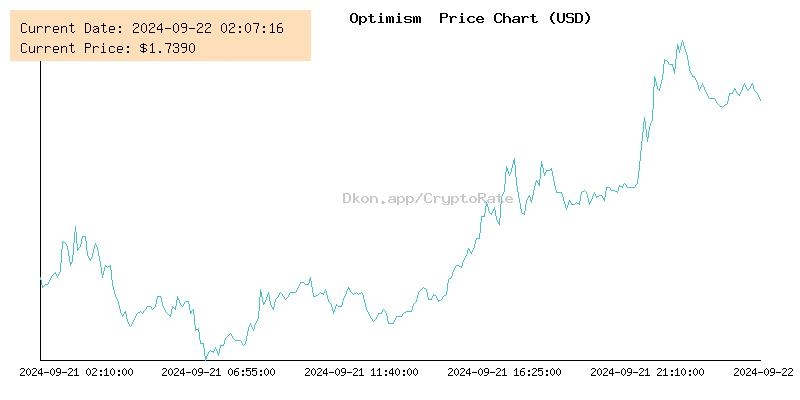 Optimism  Price Chart (USD)
Current Date: 2024-09-22 02:07:16
Current Price: $1.7390
Dkon.app/CryptoRate
2024-09-21 02:10:00 2024-09-21 06:55:00 2024-09-21 11:40:00 2024-09-21 16:25:00 2024-09-21 21:10:00 2024-09-22